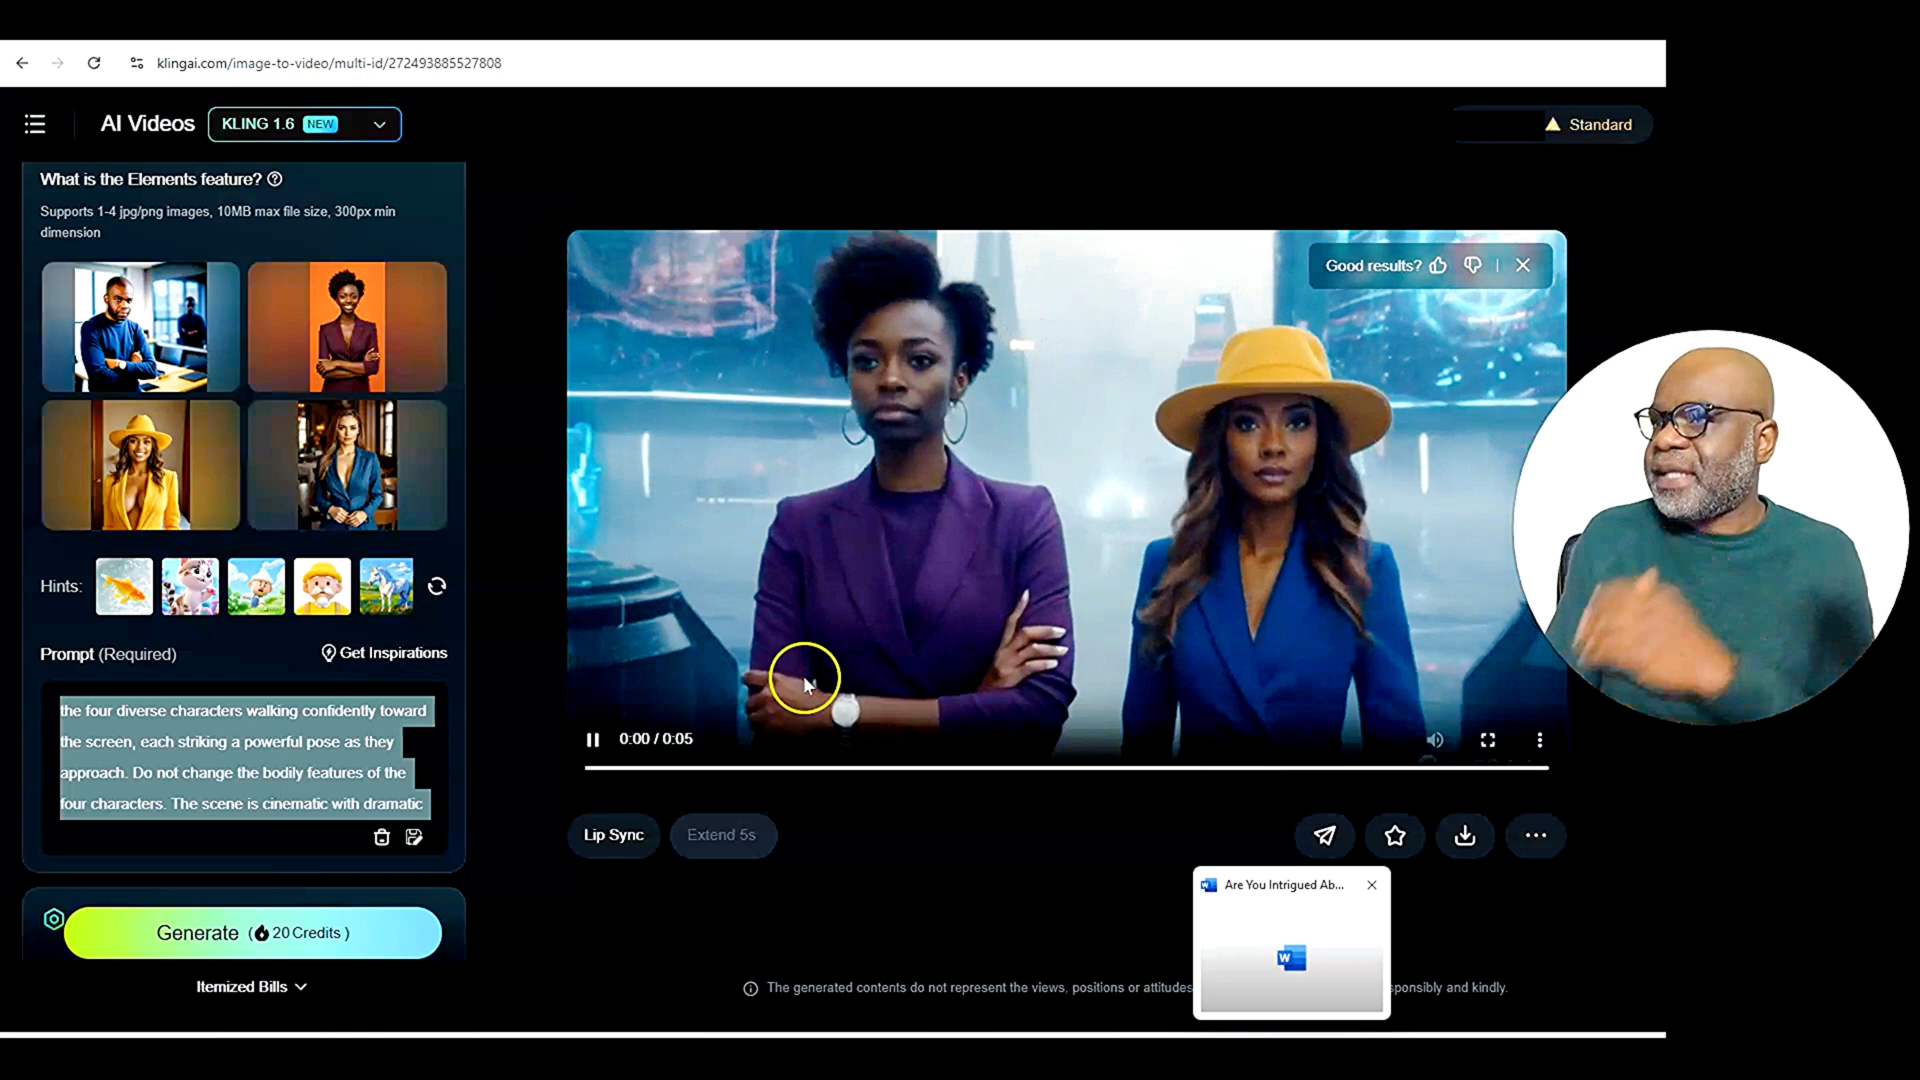 klingai.com/image-to-video/multi-id/272493885527808
AI Videos
KLING 1.6 NEW
Standard
What is the Elements feature?
Supports 1-4 jpg/png images, 10MB max file size, 300px min
dimension
Good results?
Hints:
Prompt (Required)
Get Inspirations
the four diverse characters walking confidently toward
the screen, each striking a powerful pose as they
approach. Do not change the bodily features of the
four characters. The scene is cinematic with dramatic
0:00 / 0:05
Lip Sync
Extend 5s
Are You Intrigued Ab...
W
Generate ( 20 Credits )
Itemized Bills
The generated contents do not represent the views, positions or attitudes
sponsibly and kindly.